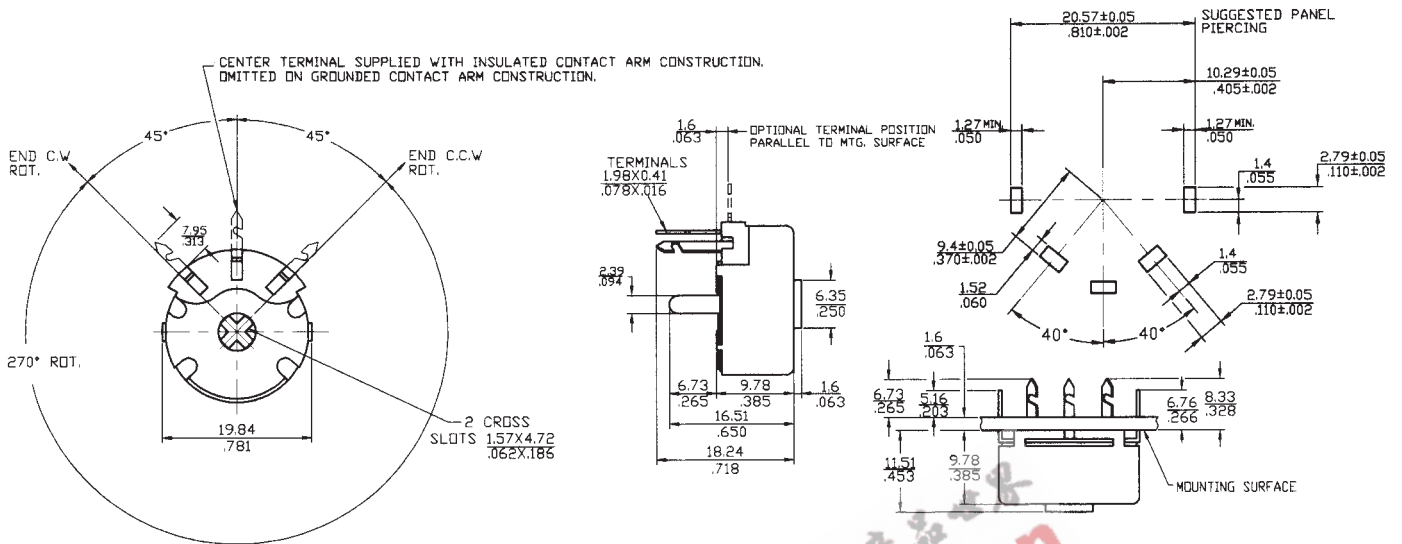 CENTER TERMINAL SUPPLIED WITH INSULATED CONTACT ARM CONSTRUCTION.
OMITTED ON GROUNDED CONTACT ARM CONSTRUCTION.
45°
45°
END C.W
ROT.
END C.C.W
ROT.
7.95
.313
270° ROT.
19.84
.781
2 CROSS
SLOTS 1.57X4.72
.062X.186
1.6
.063
OPTIONAL TERMINAL POSITION
PARALLEL TO MTG. SURFACE
TERMINALS
1.98X0.41
.078X.016
2.39
.094
6.35
.250
6.73
.265
9.78
.385
1.6
.063
16.51
.650
18.24
.718
20.57±0.05
.810±.002
SUGGESTED PANEL
PIERCING
10.29±0.05
.405±.002
1.27 MIN.
.050
1.27 MIN.
.050
1.4
.055
2.79±0.05
.110±.002
9.4±0.05
.370±.002
1.52
.060
1.4
.055
2.79±0.05
.110±.002
40°
40°
1.6
.063
6.73
.265
5.16
.203
6.76
.266
8.33
.328
11.51
.453
9.78
.385
MOUNTING SURFACE